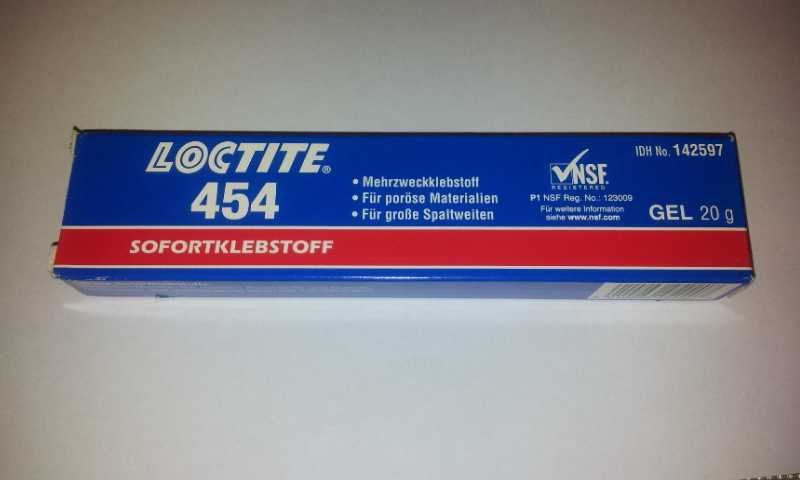 LOCTITE®
454
• Mehrzweckklebstoff
• Für poröse Materialien
• Für große Spaltweiten
NSF®
REGISTERED
P1 NSF Reg. No.: 123009
Für weitere Information
siehe www.nsf.com
IDH No. 142597
GEL 20 g
SOFORTKLEBSTOFF